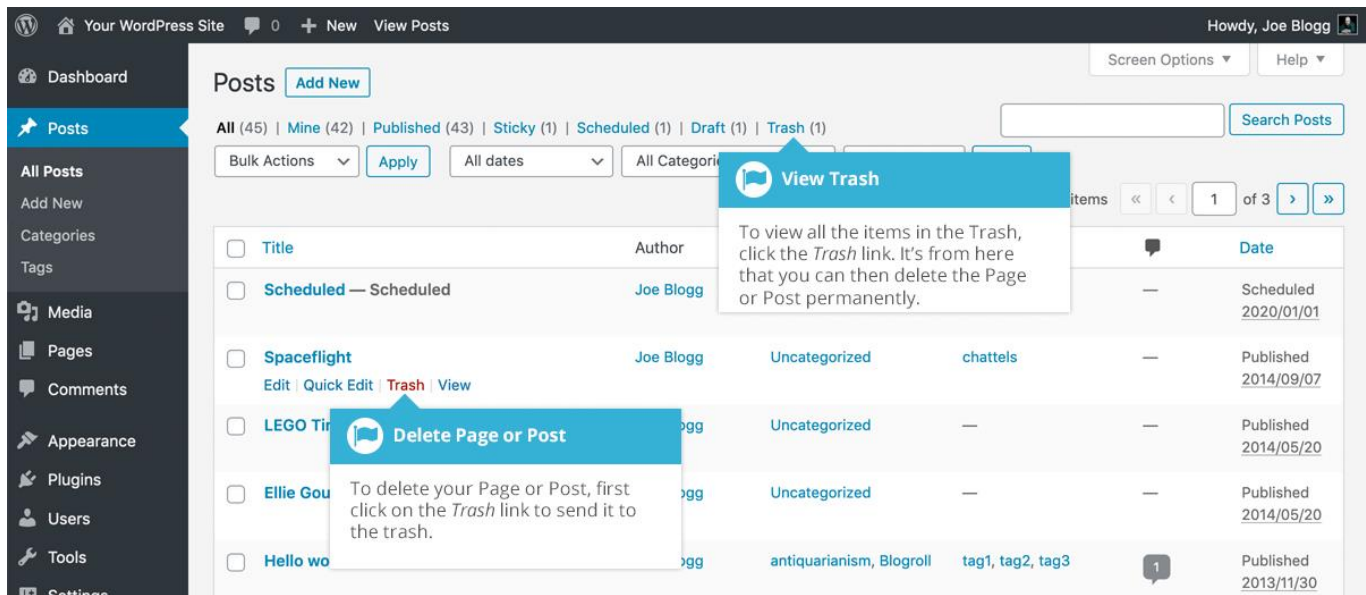 Your WordPress Site 0 + New View Posts Howdy, Joe Blogg
Dashboard
Posts
All Posts
Add New
Categories
Tags
Media
Pages
Comments
Appearance
Plugins
Users
Tools
Settings
Screen Options ▼ Help ▼
Posts Add New
All (45) | Mine (42) | Published (43) | Sticky (1) | Scheduled (1) | Draft (1) | Trash (1)
Search Posts
Bulk Actions Apply All dates All
View Trash
To view all the items in the Trash,
click the Trash link. It's from here
that you can then delete the Page
or Post permanently.
items « ‹ 1 of 3 › »
Title Author Date
Scheduled — Scheduled Joe Blogg — Scheduled
2020/01/01
Spaceflight Joe Blogg Uncategorized chattels — Published
Edit | Quick Edit | Trash | View 2014/09/07
Delete Page or Post
To delete your Page or Post, first
click on the Trash link to send it to
the trash.
LEGO Uncategorized — — Published
2014/05/20
Ellie Uncategorized — — Published
2014/05/20
Hello antiquarianism, Blogroll tag1, tag2, tag3 1 Published
2013/11/30